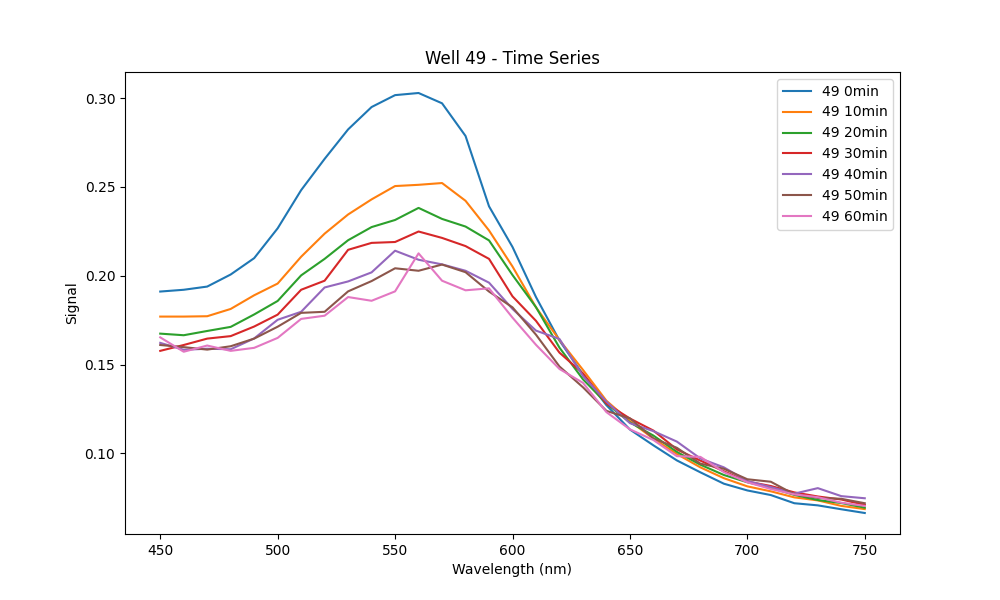 Well 49 - Time Series
49 0min
49 10min
49 20min
49 30min
49 40min
49 50min
49 60min
Signal
0.30
0.25
0.20
0.15
0.10
450 500 550 600 650 700 750
Wavelength (nm)